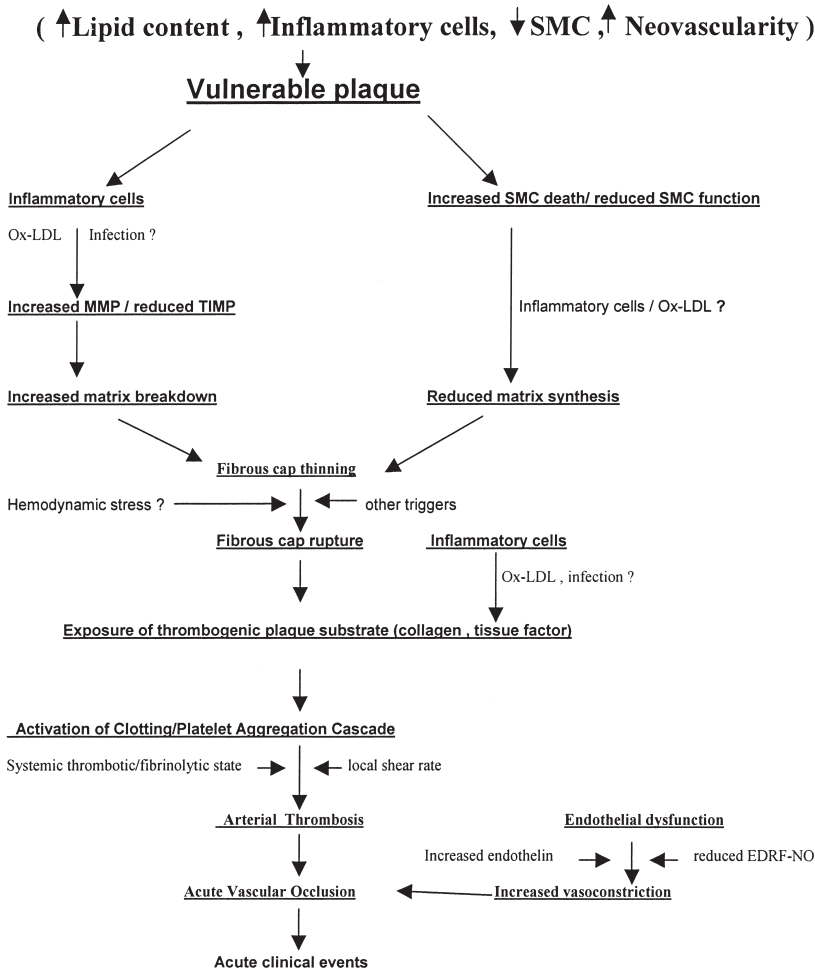 ( ↑Lipid content , ↑Inflammatory cells, ↓SMC ,↑ Neovascularity )
Vulnerable plaque
Inflammatory cells
Increased SMC death/ reduced SMC function
Ox-LDL
Infection ?
Increased MMP / reduced TIMP
Inflammatory cells / Ox-LDL ?
Increased matrix breakdown
Reduced matrix synthesis
Fibrous cap thinning
Hemodynamic stress ?
other triggers
Fibrous cap rupture
Inflammatory cells
Ox-LDL , infection ?
Exposure of thrombogenic plaque substrate (collagen , tissue factor)
Activation of Clotting/Platelet Aggregation Cascade
Systemic thrombotic/fibrinolytic state
local shear rate
Arterial Thrombosis
Endothelial dysfunction
Increased endothelin
reduced EDRF-NO
Acute Vascular Occlusion
Increased vasoconstriction
Acute clinical events